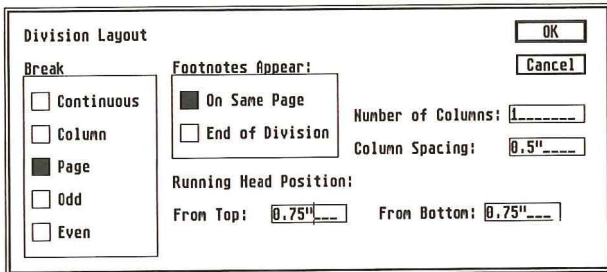 Division Layout
OK
Cancel
Break
Continuous
Column
Page
Odd
Even
Footnotes Appear:
On Same Page
End of Division
Number of Columns: 1
Column Spacing: 0.5"
Running Head Position:
From Top: 0.75" From Bottom: 0.75"